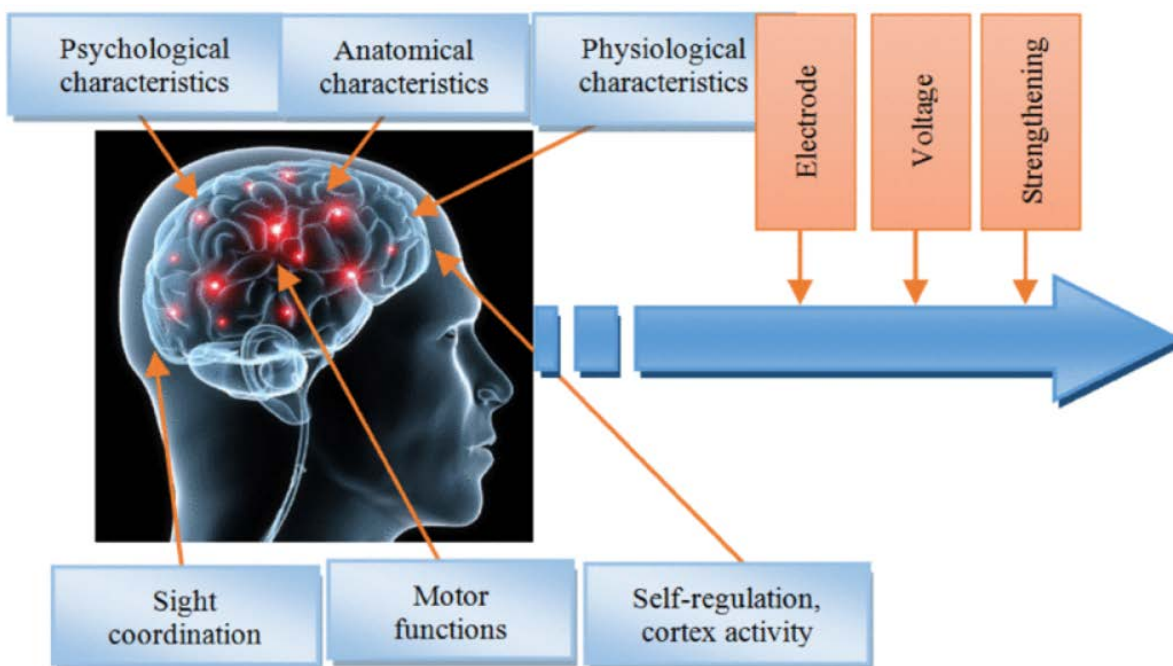 Psychological
characteristics
Anatomical
characteristics
Physiological
characteristics
Electrode
Voltage
Strengthening
Sight
coordination
Motor
functions
Self-regulation,
cortex activity